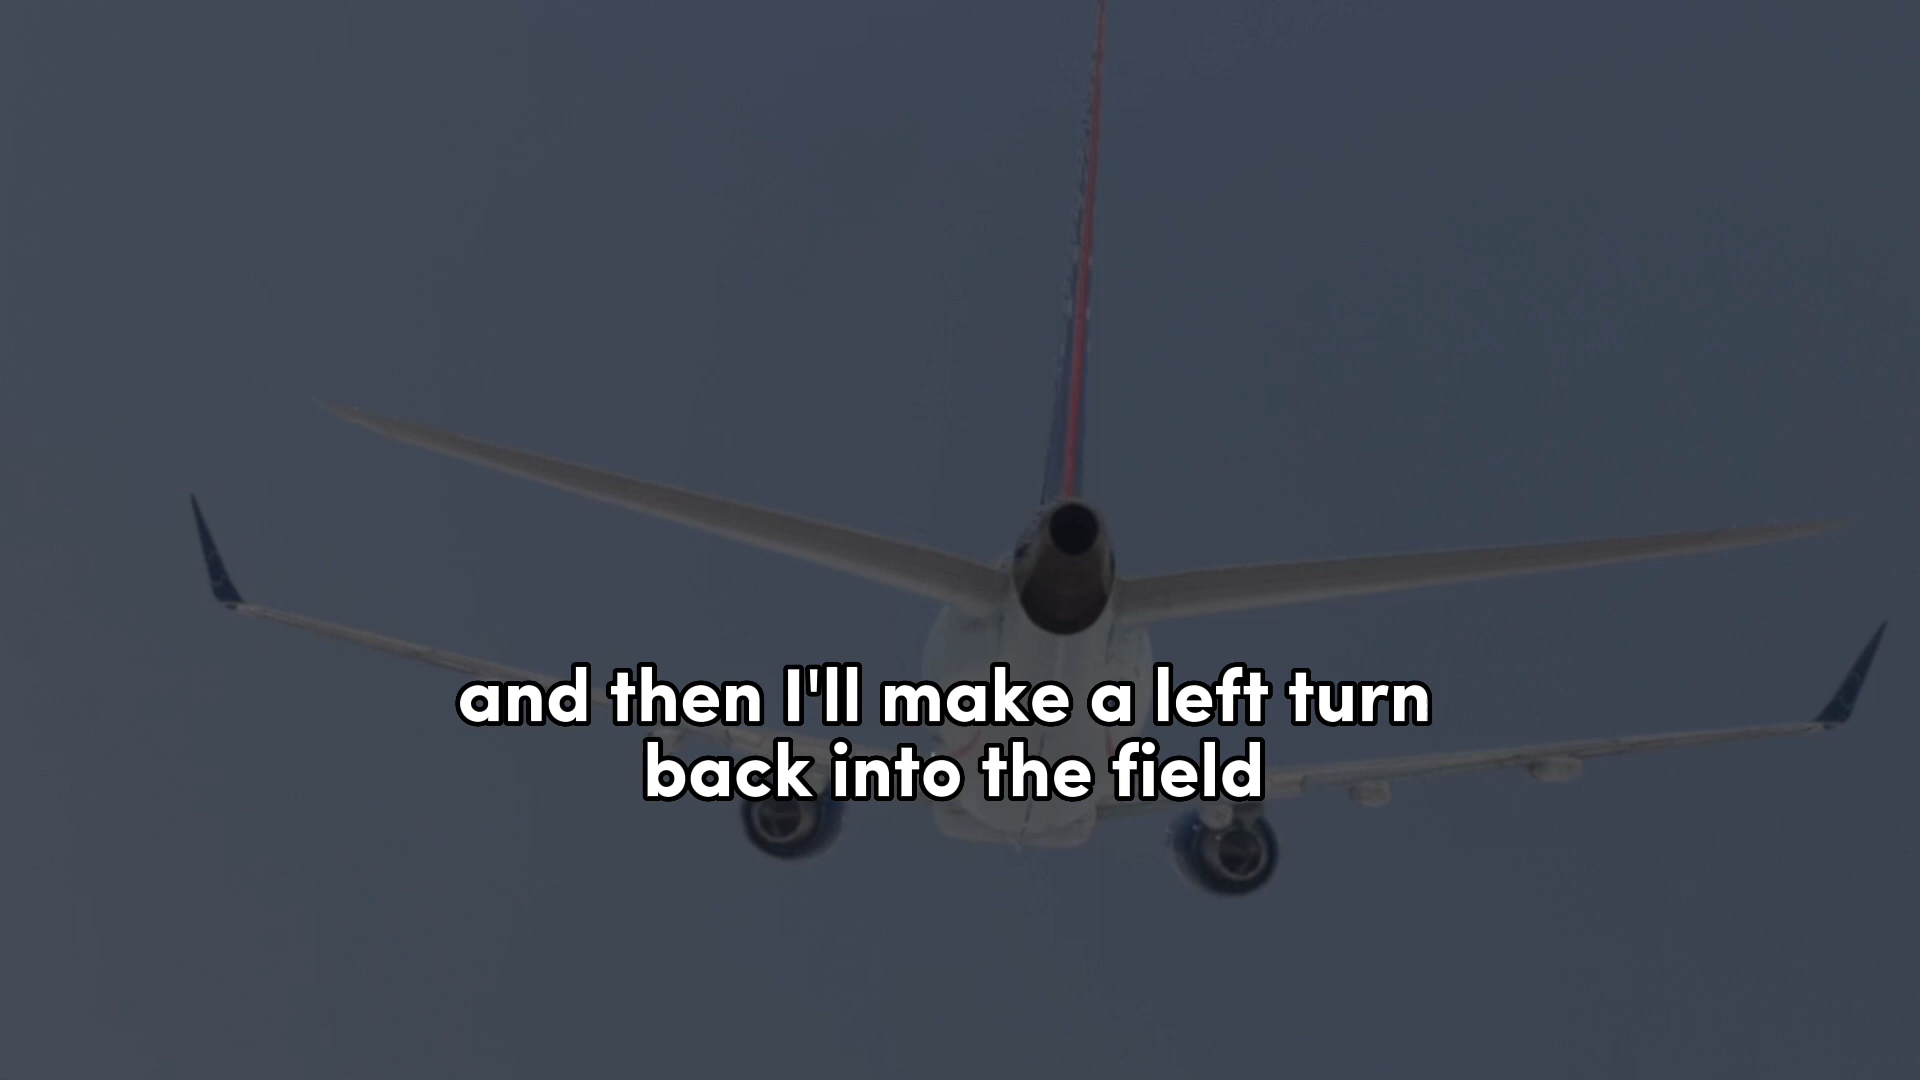 and then I'll make a left turn
back into the field